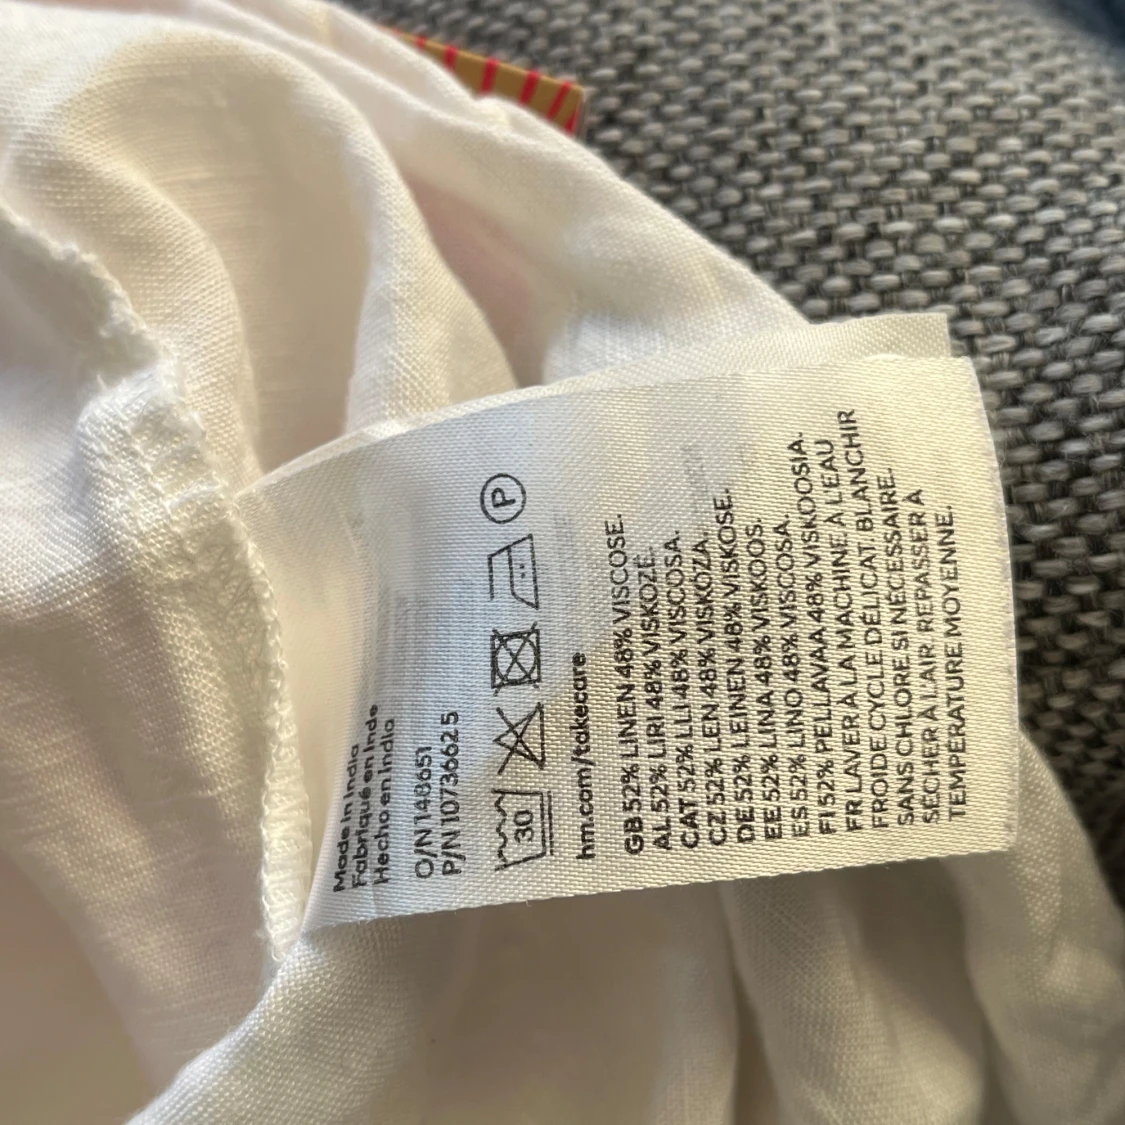 Made in India
Fabriqué en Inde
Hecho en India
O/N 148651
P/N 10736625
30
P
hm.com/takecare
GB 52% LINEN 48% VISCOSE.
AL 52% LIRI 48% VISKOZË.
CAT 52% LLI 48% VISCOSA.
CZ 52% LEN 48% VISKOZA.
DE 52% LEINEN 48% VISKOSE.
EE 52% LINA 48% VISKOOS.
ES 52% LINO 48% VISCOSA.
FI 52% PELLAVAA 48% VISKOOSIA.
FR LAVER À LA MACHINE À L'EAU
FROIDE CYCLE DÉLICAT. BLANCHIR
SANS CHLORE SI NÉCESSAIRE.
SÉCHER À L'AIR. REPASSER À
TEMPÉRATURE MOYENNE.